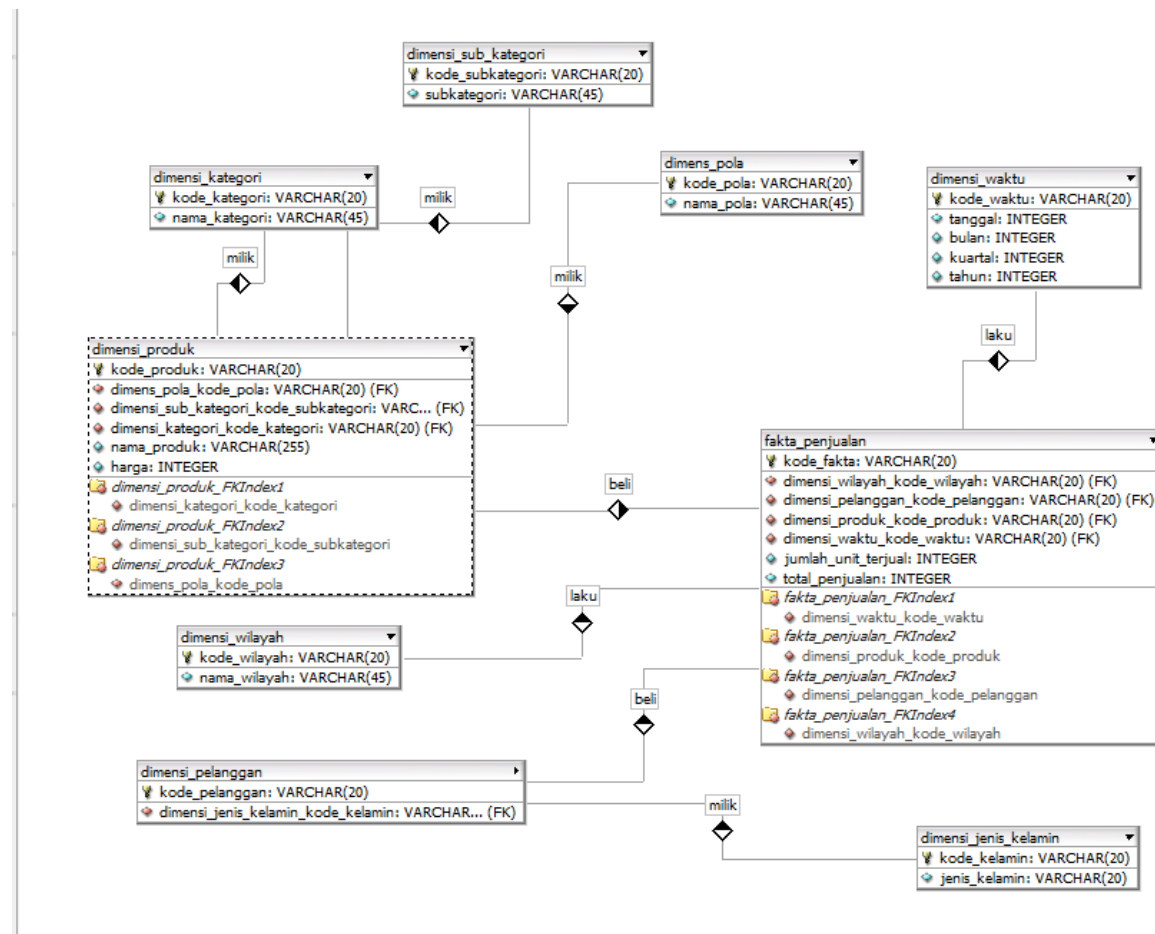 dimensi_sub_kategori
kode_subkategori: VARCHAR(20)
subkategori: VARCHAR(45)
dimensi_kategori
kode_kategori: VARCHAR(20)
nama_kategori: VARCHAR(45)
milik
dimens_pola
kode_pola: VARCHAR(20)
nama_pola: VARCHAR(45)
dimensi_waktu
kode_waktu: VARCHAR(20)
tanggal: INTEGER
bulan: INTEGER
kuartal: INTEGER
tahun: INTEGER
milik
milik
laku
dimensi_produk
kode_produk: VARCHAR(20)
dimens_pola_kode_pola: VARCHAR(20) (FK)
dimensi_sub_kategori_kode_subkategori: VARC... (FK)
dimensi_kategori_kode_kategori: VARCHAR(20) (FK)
nama_produk: VARCHAR(255)
harga: INTEGER
dimensi_produk_FKIndex1
dimensi_kategori_kode_kategori
dimensi_produk_FKIndex2
dimensi_sub_kategori_kode_subkategori
dimensi_produk_FKIndex3
dimens_pola_kode_pola
beli
fakta_penjualan
kode_fakta: VARCHAR(20)
dimensi_wilayah_kode_wilayah: VARCHAR(20) (FK)
dimensi_pelanggan_kode_pelanggan: VARCHAR(20) (FK)
dimensi_produk_kode_produk: VARCHAR(20) (FK)
dimensi_waktu_kode_waktu: VARCHAR(20) (FK)
jumlah_unit_terjual: INTEGER
total_penjualan: INTEGER
fakta_penjualan_FKIndex1
dimensi_waktu_kode_waktu
fakta_penjualan_FKIndex2
dimensi_produk_kode_produk
fakta_penjualan_FKIndex3
dimensi_pelanggan_kode_pelanggan
fakta_penjualan_FKIndex4
dimensi_wilayah_kode_wilayah
laku
dimensi_wilayah
kode_wilayah: VARCHAR(20)
nama_wilayah: VARCHAR(45)
beli
dimensi_pelanggan
kode_pelanggan: VARCHAR(20)
dimensi_jenis_kelamin_kode_kelamin: VARCHAR... (FK)
milik
dimensi_jenis_kelamin
kode_kelamin: VARCHAR(20)
jenis_kelamin: VARCHAR(20)